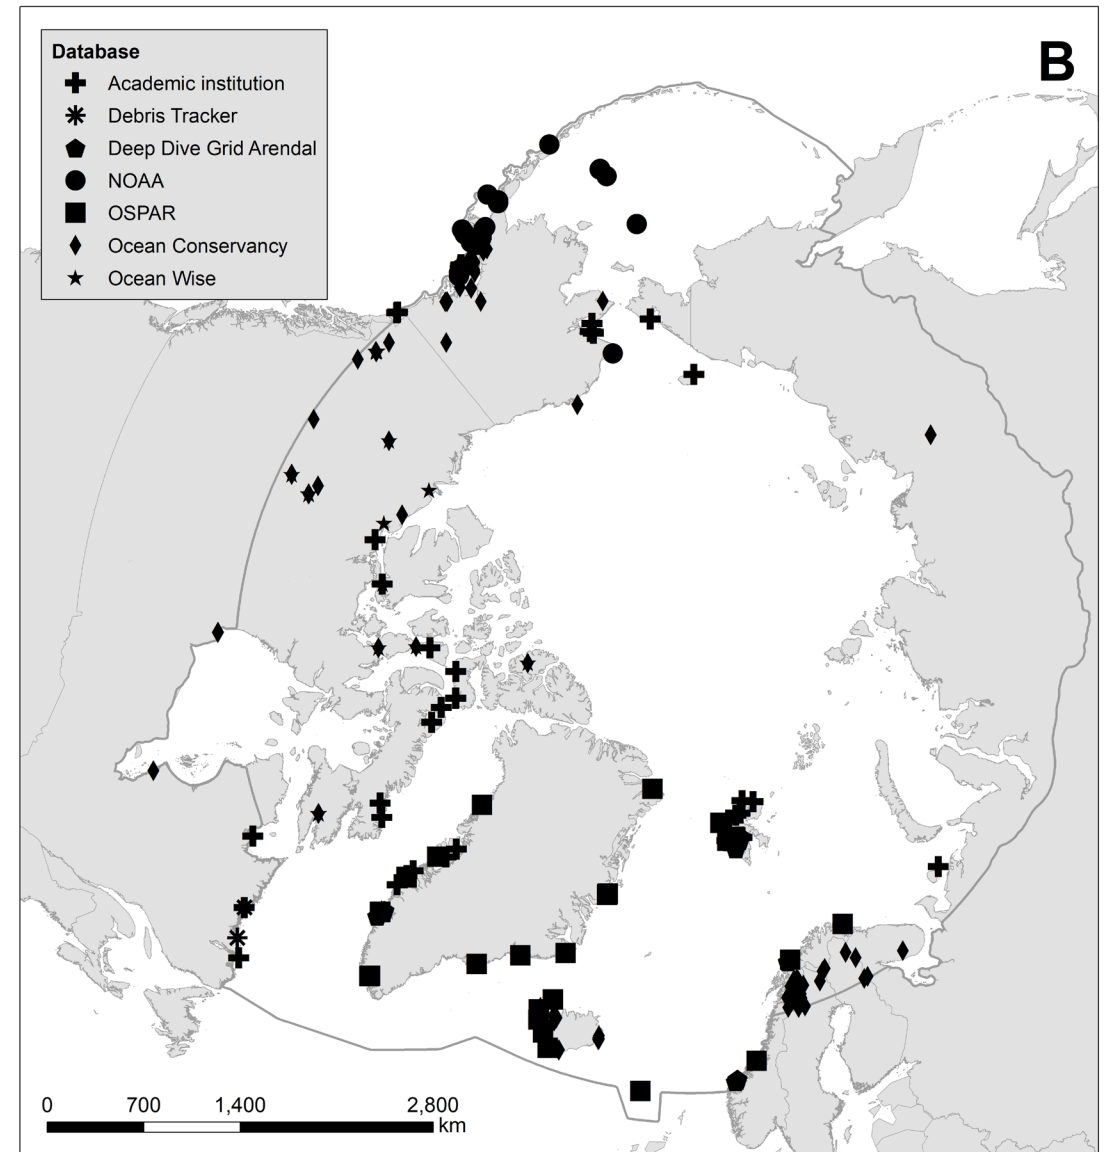 B
Database
Academic institution
Debris Tracker
Deep Dive Grid Arendal
NOAA
OSPAR
Ocean Conservancy
Ocean Wise
0 700 1,400 2,800
km